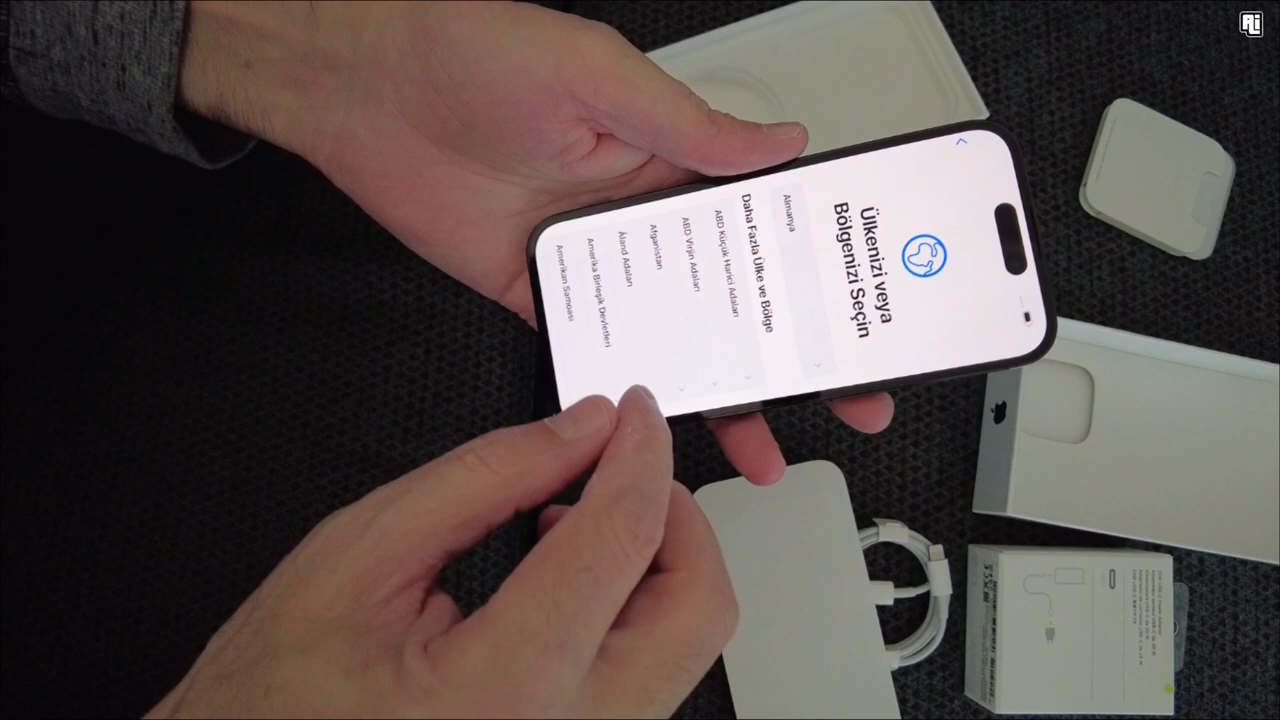 Ülkenizi veya
Bölgenizi Seçin
Almanya
Daha Fazla Ülke ve Bölge
ABD Küçük Harici Adaları
ABD Virjin Adaları
Afganistan
Åland Adaları
Amerika Birleşik Devletleri
Amerikan Samoası